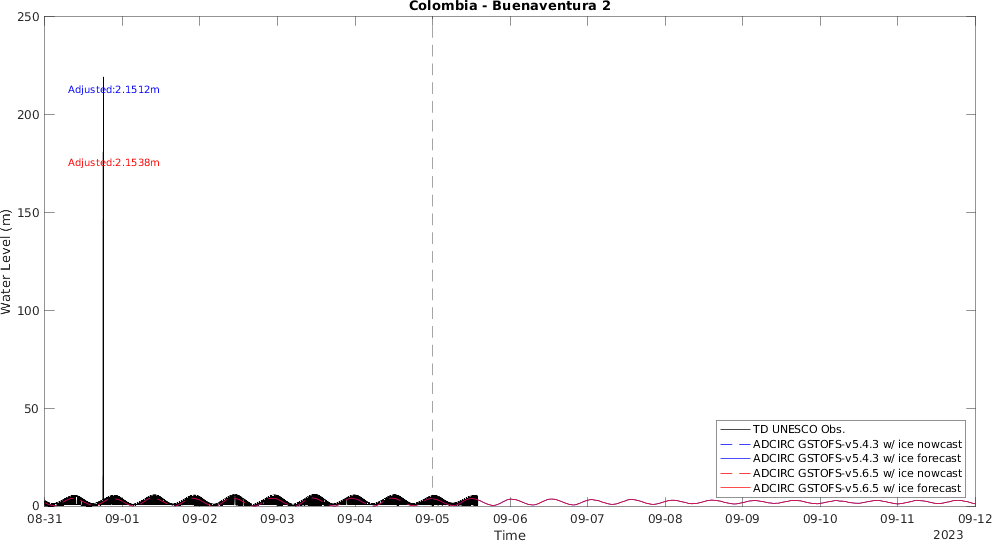 Colombia - Buenaventura 2
250
200
150
100
50
0
Water Level (m)
Adjusted:2.1512m
Adjusted:2.1538m
TD UNESCO Obs.
ADCIRC GSTOFS-v5.4.3 w/ ice nowcast
ADCIRC GSTOFS-v5.4.3 w/ ice forecast
ADCIRC GSTOFS-v5.6.5 w/ ice nowcast
ADCIRC GSTOFS-v5.6.5 w/ ice forecast
08-31 09-01 09-02 09-03 09-04 09-05 09-06 09-07 09-08 09-09 09-10 09-11 09-12
Time
2023